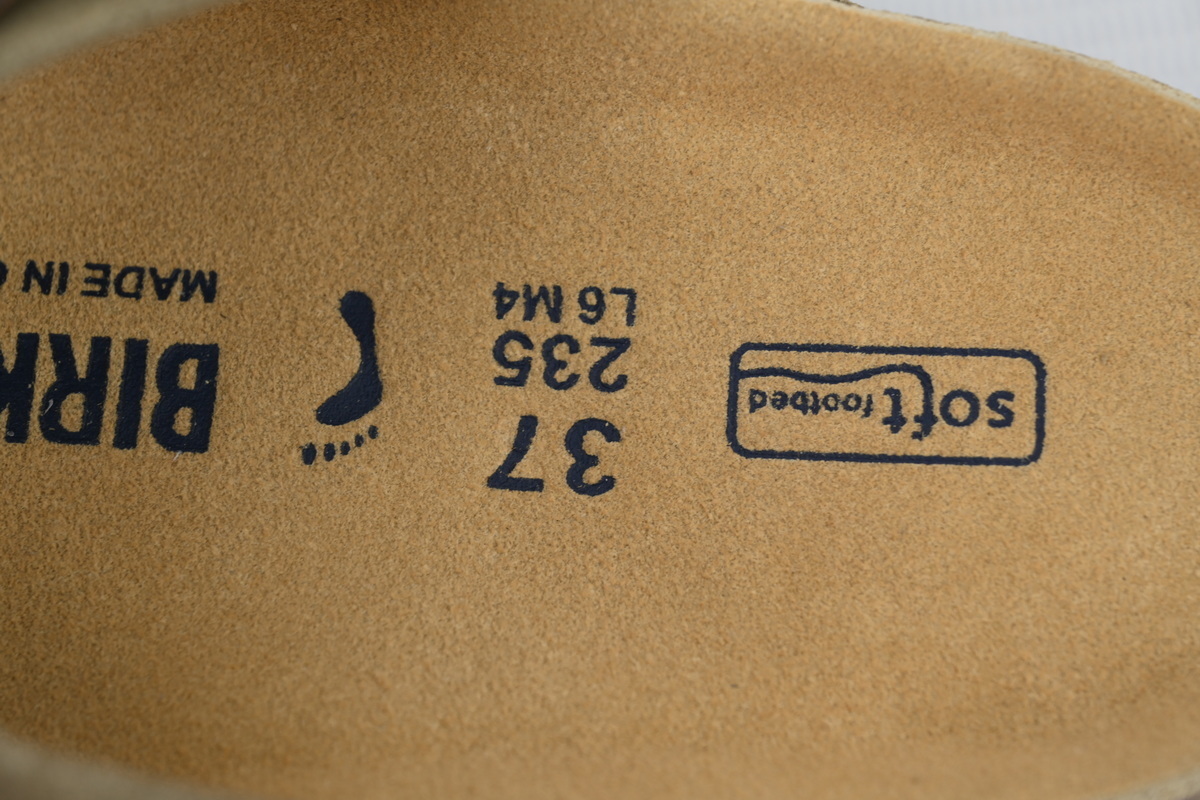 soft footbed
37
235
L6 M4
BIRK
MADE IN